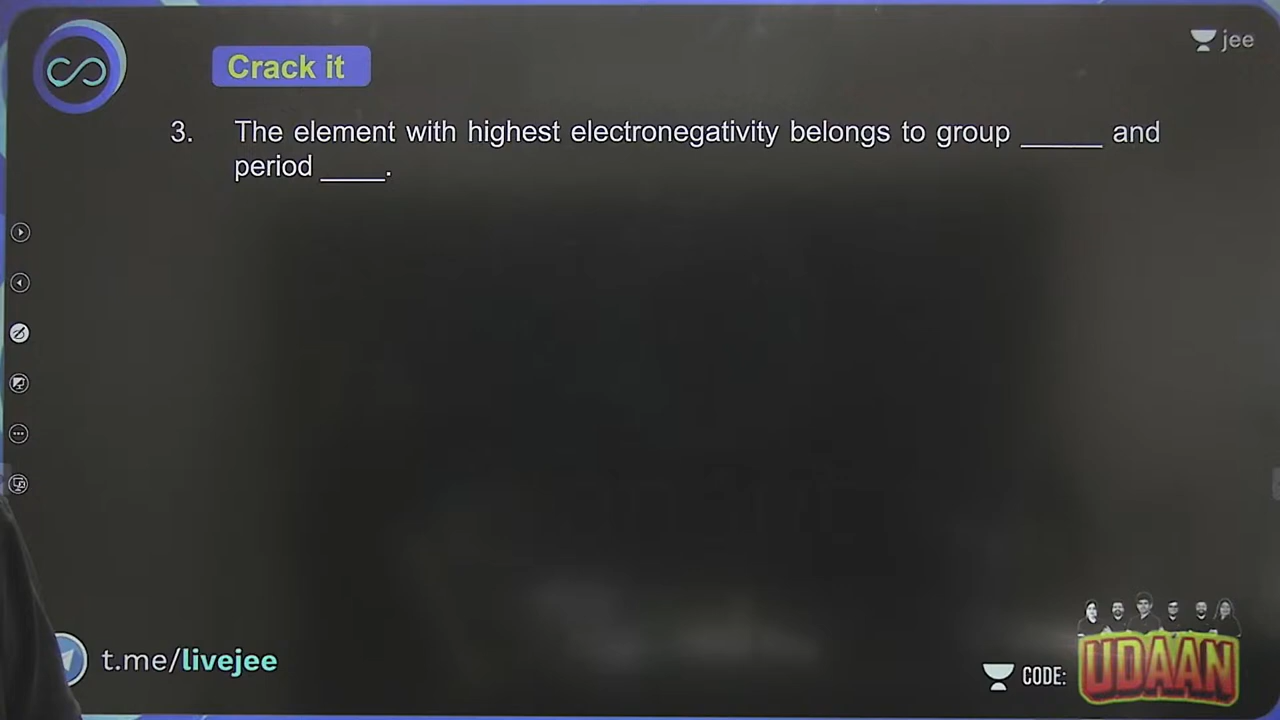 jee
Crack it
3. The element with highest electronegativity belongs to group _____ and
period ____.
t.me/livejee
CODE:
UDAAN